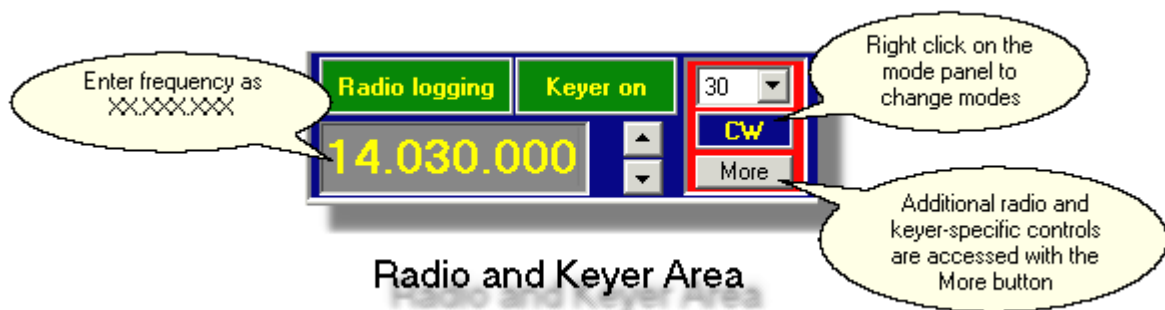 Enter frequency as
XX.XXX.XXX
Radio logging
Keyer on
30
CW
More
14.030.000
Right click on the
mode panel to
change modes
Additional radio and
keyer-specific controls
are accessed with the
More button
Radio and Keyer Area